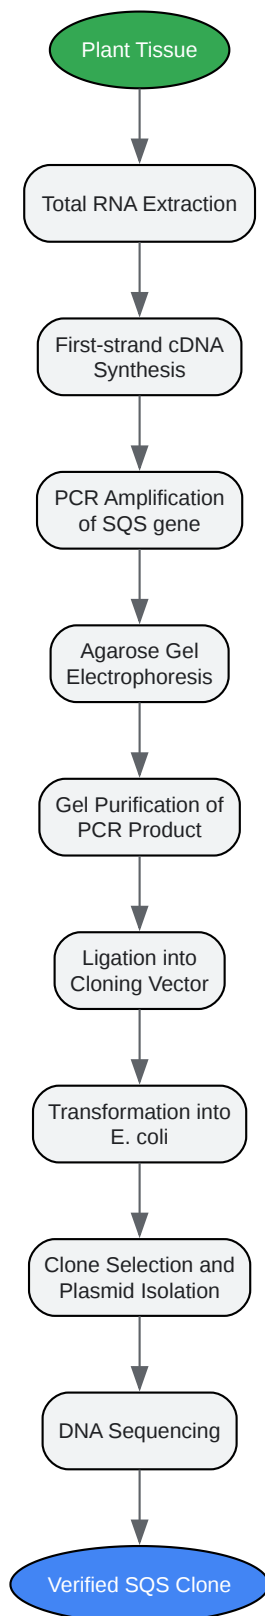 Plant Tissue
Total RNA Extraction
First-strand cDNA
Synthesis
PCR Amplification
of SQS gene
Agarose Gel
Electrophoresis
Gel Purification of
PCR Product
Ligation into
Cloning Vector
Transformation into
E. coli
Clone Selection and
Plasmid Isolation
DNA Sequencing
Verified SQS Clone